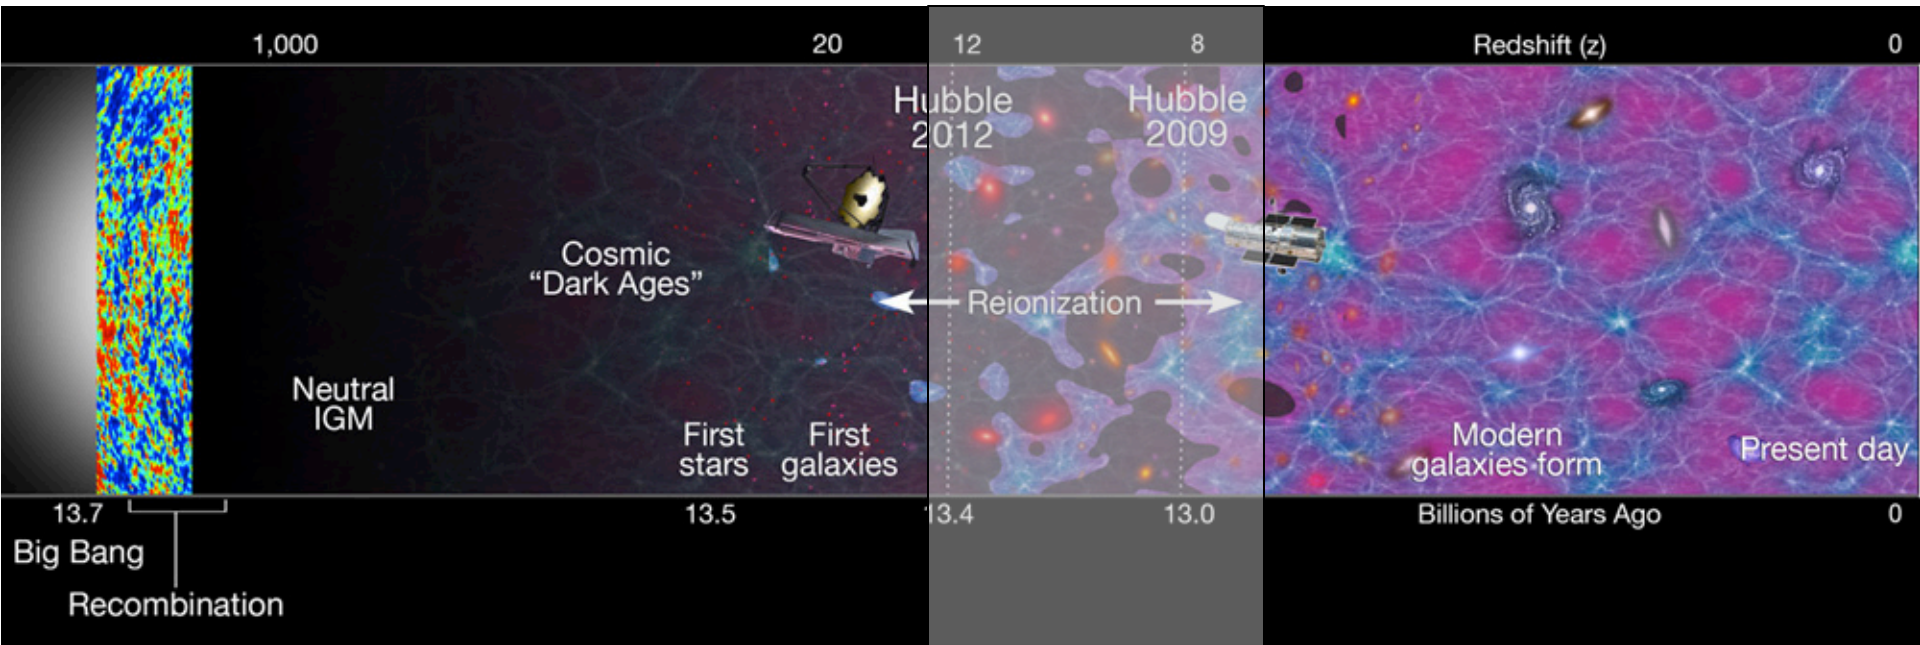 1,000 20 12 8 Redshift (z) 0
Hubble
2012
Hubble
2009
Cosmic
“Dark Ages”
Reionization
Neutral
IGM
First
stars
First
galaxies
Modern
galaxies form
Present day
13.7 13.5 13.4 13.0 Billions of Years Ago 0
Big Bang
Recombination